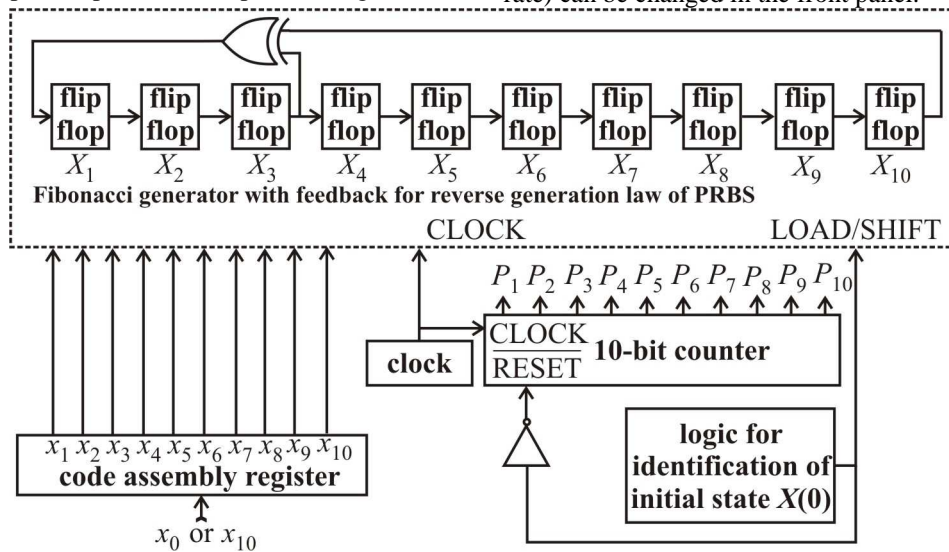 rate) can be changed in the front panel.
flip flip flip flip flip flip flip flip flip flip
flop flop flop flop flop flop flop flop flop flop
X1 X2 X3 X4 X5 X6 X7 X8 X9 X10
Fibonacci generator with feedback for reverse generation law of PRBS
CLOCK LOAD/SHIFT
P1 P2 P3 P4 P5 P6 P7 P8 P9 P10
CLOCK
RESET
10-bit counter
clock
x1 x2 x3 x4 x5 x6 x7 x8 x9 x10
code assembly register
x0 or x10
logic for
identification of
initial state X(0)